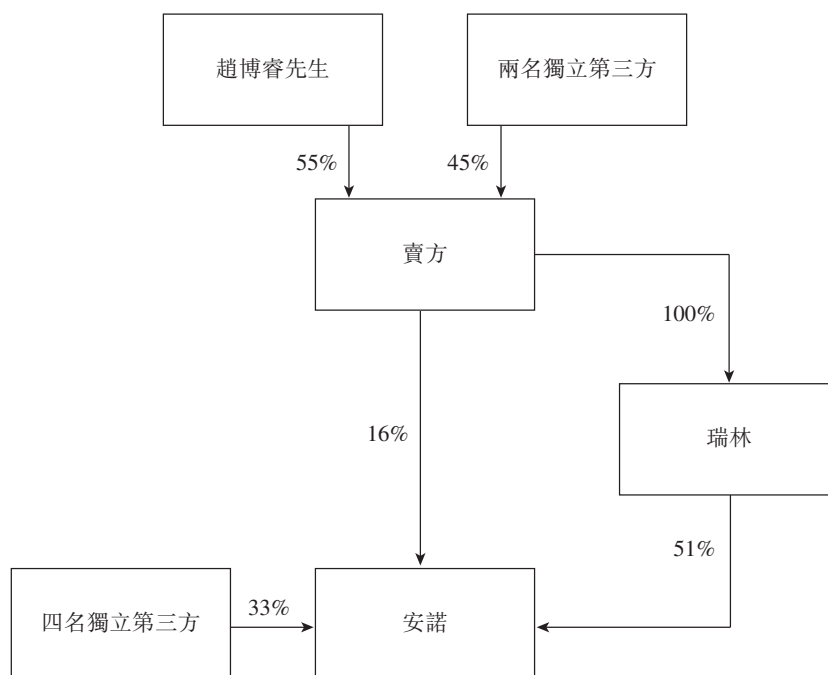 趙博睿先生
兩名獨立第三方
55%
45%
賣方
100%
16%
瑞林
51%
四名獨立第三方
33%
安諾